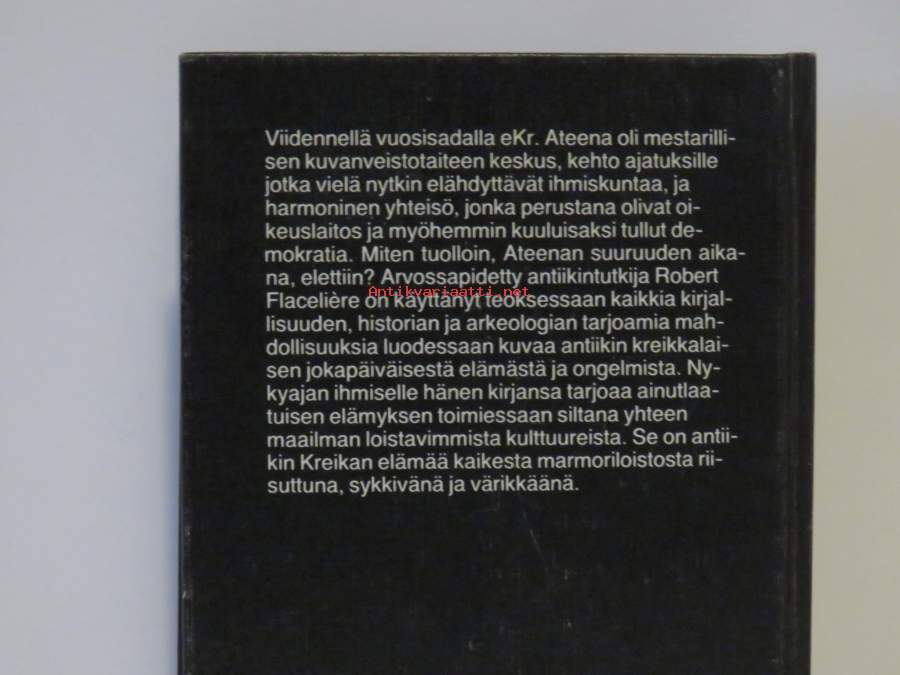 Viidennellä vuosisadalla eKr. Ateena oli mestarilli-
sen kuvanveistotaiteen keskus, kehto ajatuksille
jotka vielä nytkin elähdyttävät ihmiskuntaa, ja
harmoninen yhteisö, jonka perustana olivat oi-
keuslaitos ja myöhemmin kuuluisaksi tullut de-
mokratia. Miten tuolloin, Ateenan suuruuden aika-
na, elettiin? Arvossapidetty antiikintutkija Robert
Antikvariaatti.net
Flacelière on käyttänyt teoksessaan kaikkia kirjal-
lisuuden, historian ja arkeologian tarjoamia mah-
dollisuuksia luodessaan kuvaa antiikin kreikkalai-
sen jokapäiväisestä elämästä ja ongelmista. Ny-
kyajan ihmiselle hänen kirjansa tarjoaa ainutlaa-
tuisen elämyksen toimiessaan siltana yhteen
maailman loistavimmista kulttuureista. Se on antii-
kin Kreikan elämää kaikesta marmoriloistosta rii-
suttuna, sykkivänä ja värikkäänä.